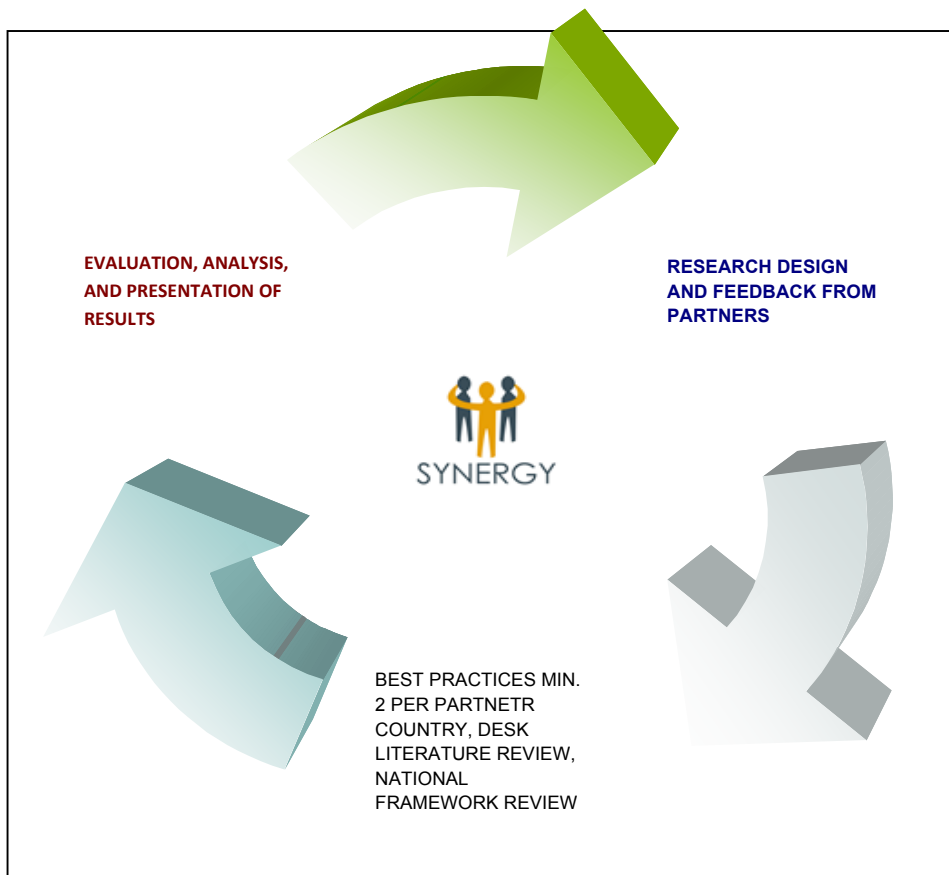 EVALUATION, ANALYSIS,
AND PRESENTATION OF
RESULTS
RESEARCH DESIGN
AND FEEDBACK FROM
PARTNERS
SYNERGY
BEST PRACTICES MIN.
2 PER PARTNETR
COUNTRY, DESK
LITERATURE REVIEW,
NATIONAL
FRAMEWORK REVIEW